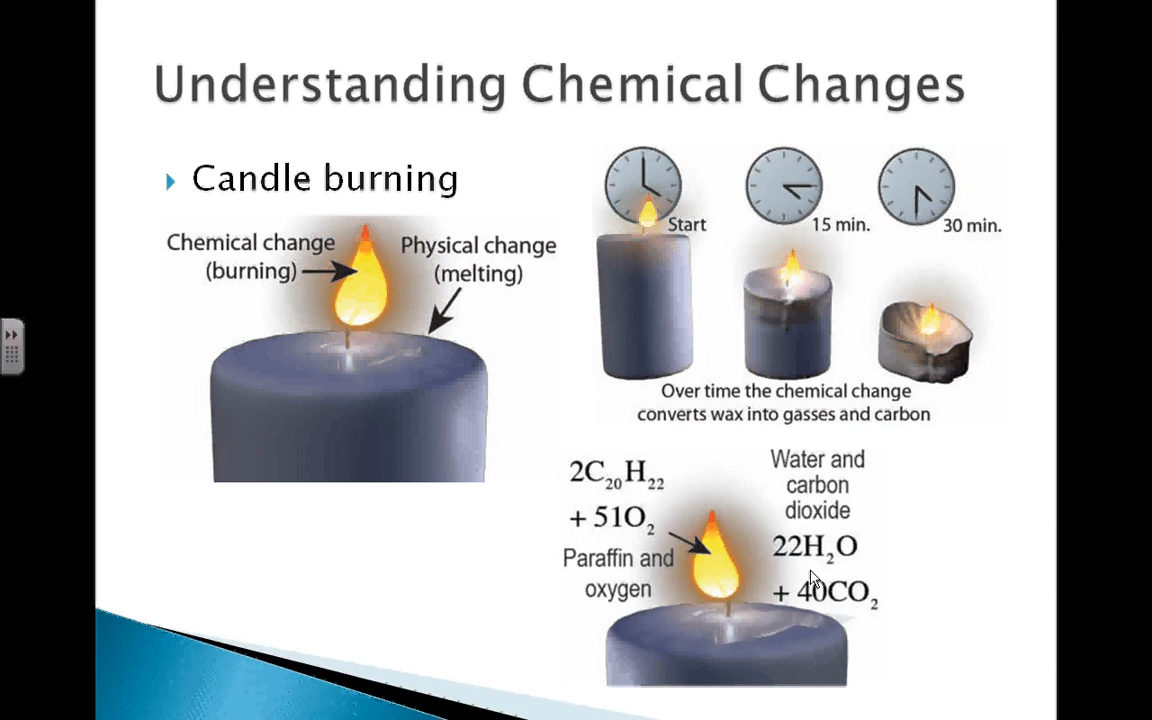 Understanding Chemical Changes
Candle burning
Chemical change
(burning)
Physical change
(melting)
Start
15 min.
30 min.
Over time the chemical change
converts wax into gasses and carbon
2C₂₀H₂₂
+ 51O₂
Paraffin and
oxygen
Water and
carbon
dioxide
22H₂O
+ 40CO₂